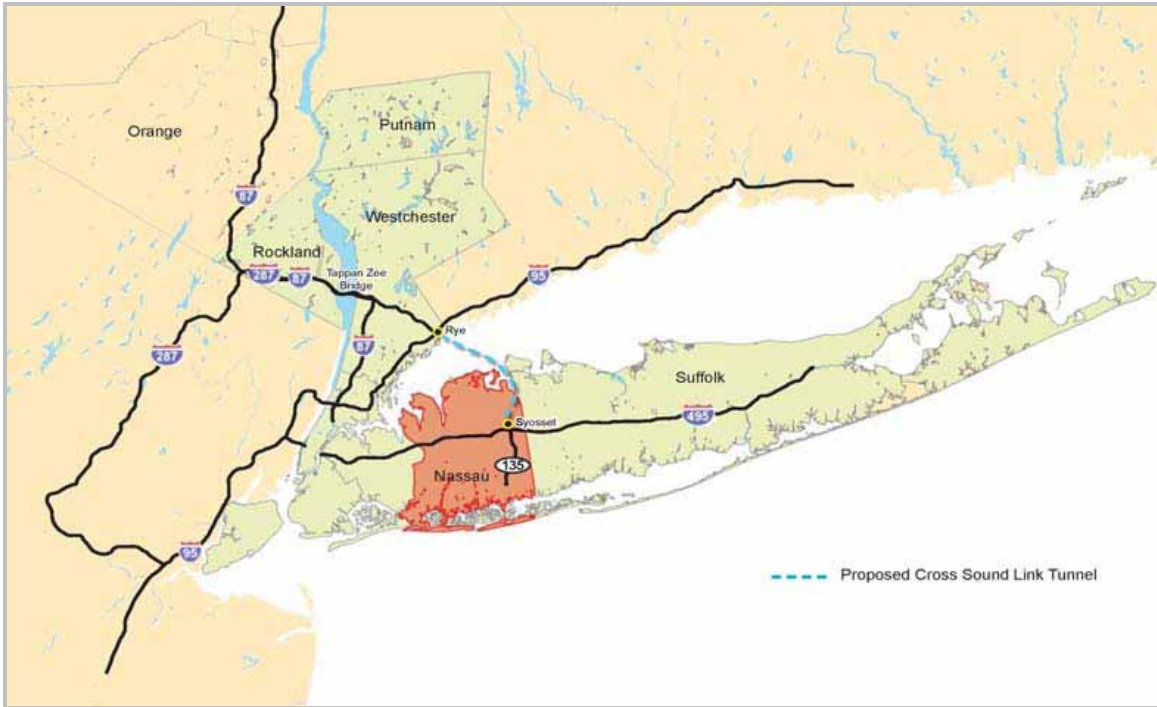 Putnam
Orange
87
Westchester
Rockland
287
87
Tappan Zee
Bridge
95
Rye
87
287
Suffolk
495
Syosset
135
Nassau
95
Proposed Cross Sound Link Tunnel